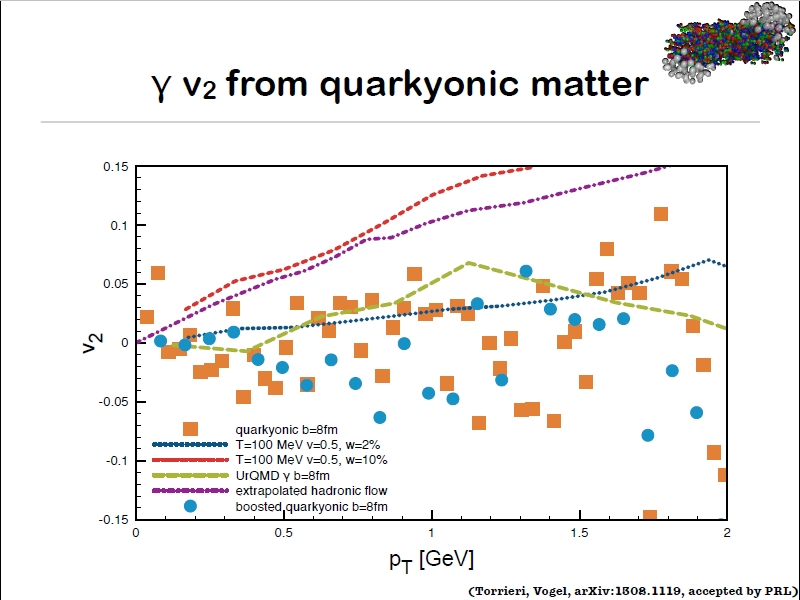 γ v2 from quarkyonic matter
0.15
0.1
0.05
0
-0.05
-0.1
-0.15
v2
quarkyonic b=8fm
T=100 MeV v=0.5, w=2%
T=100 MeV v=0.5, w=10%
UrQMD γ b=8fm
extrapolated hadronic flow
boosted quarkyonic b=8fm
0 0.5 1 1.5 2
pT [GeV]
(Torrieri, Vogel, arXiv:1308.1119, accepted by PRL)